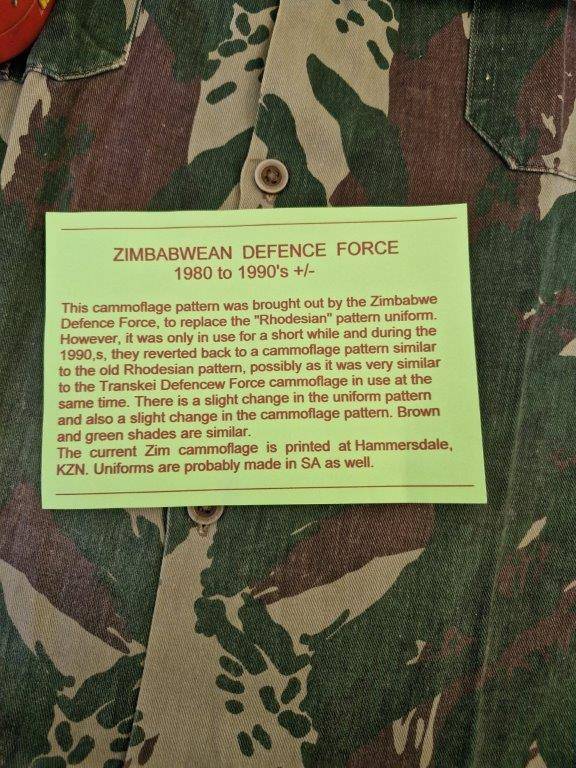 ZIMBABWEAN DEFENCE FORCE
1980 to 1990's +/-
This cammoflage pattern was brought out by the Zimbabwe
Defence Force, to replace the "Rhodesian" pattern uniform.
However, it was only in use for a short while and during the
1990,s, they reverted back to a cammoflage pattern similar
to the old Rhodesian pattern, possibly as it was very similar
to the Transkei Defencew Force cammoflage in use at the
same time. There is a slight change in the uniform pattern
and also a slight change in the cammoflage pattern. Brown
and green shades are similar.
The current Zim cammoflage is printed at Hammersdale,
KZN. Uniforms are probably made in SA as well.